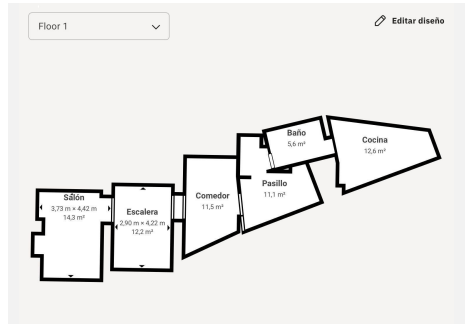 Floor 1
Editar diseño
Baño
5,6 m²
Cocina
12,6 m²
Pasillo
11,1 m²
Comedor
11,5 m²
Salón
3,73 m × 4,42 m
14,3 m²
Escalera
2,90 m × 4,22 m
12,2 m²